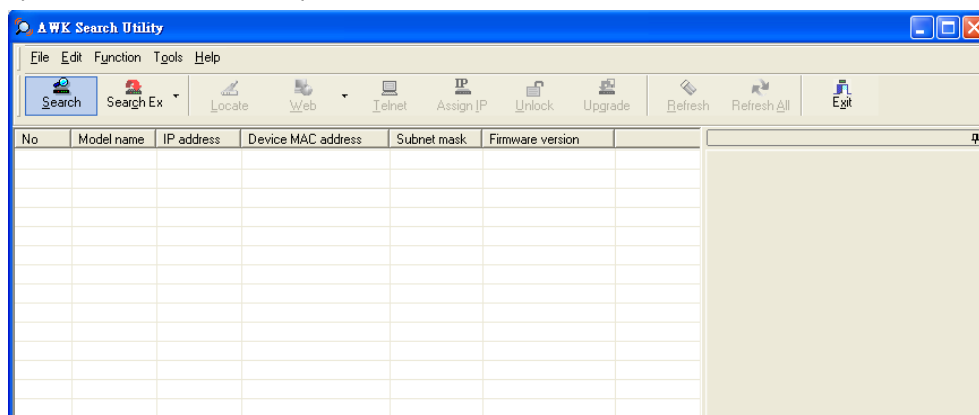 AWK Search Utility
File Edit Function Tools Help
Search Search Ex Locate Web Telnet Assign IP Unlock Upgrade Refresh Refresh All Exit
No Model name IP address Device MAC address Subnet mask Firmware version